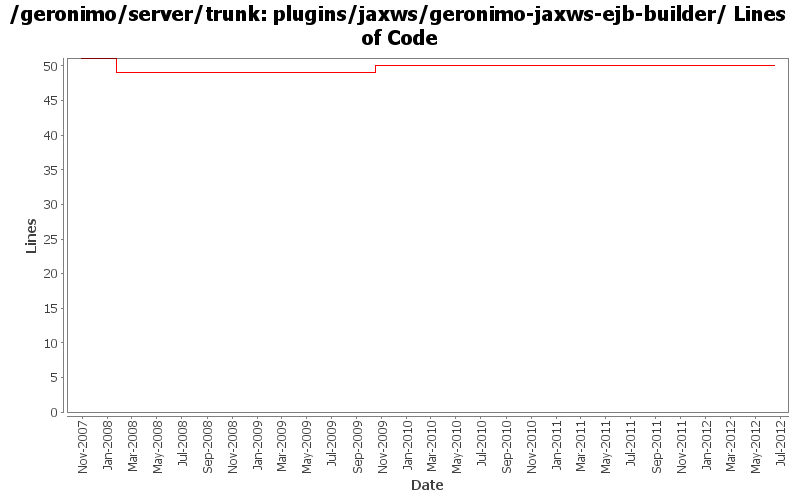 /geronimo/server/trunk: plugins/jaxws/geronimo-jaxws-ejb-builder/ Lines
of Code
50
45
40
35
30
25
20
15
10
5
0
Lines
Nov-2007
Jan-2008
Mar-2008
May-2008
Jul-2008
Sep-2008
Nov-2008
Jan-2009
Mar-2009
May-2009
Jul-2009
Sep-2009
Nov-2009
Jan-2010
Mar-2010
May-2010
Jul-2010
Sep-2010
Nov-2010
Jan-2011
Mar-2011
May-2011
Jul-2011
Sep-2011
Nov-2011
Jan-2012
Mar-2012
May-2012
Jul-2012
Date